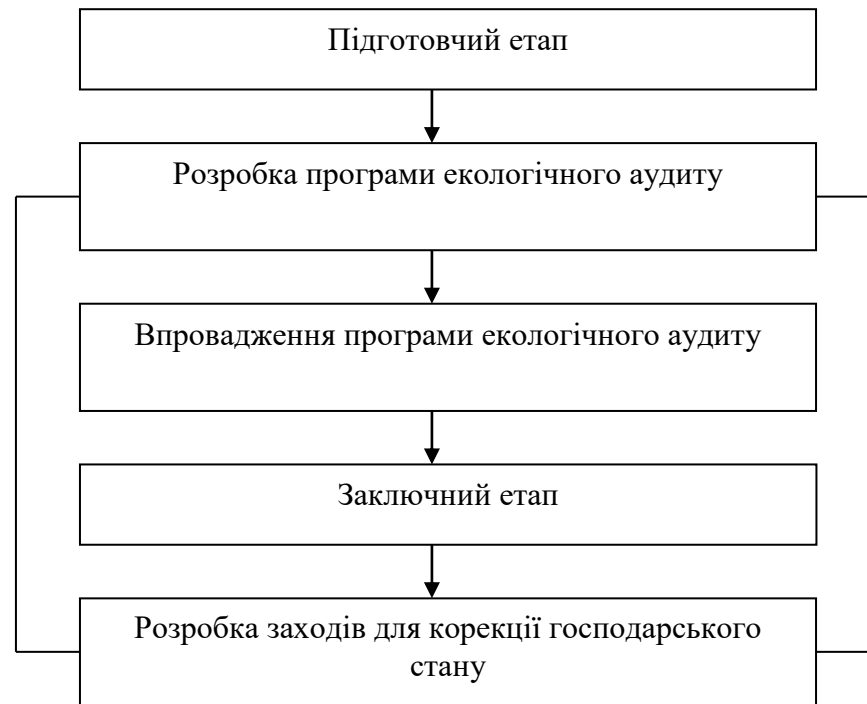 Підготовчий етап
Розробка програми екологічного аудиту
Впровадження програми екологічного аудиту
Заключний етап
Розробка заходів для корекції господарського
стану